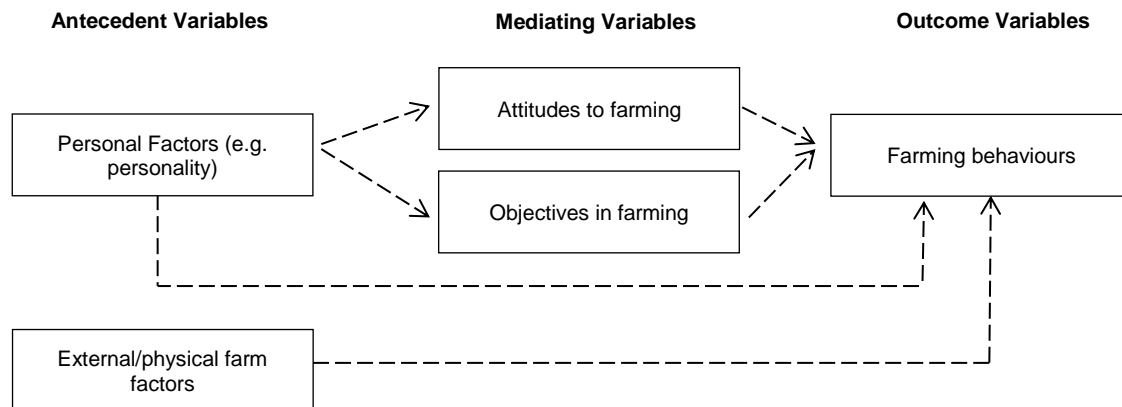 Antecedent Variables
Mediating Variables
Outcome Variables
Personal Factors (e.g.
personality)
Attitudes to farming
Objectives in farming
Farming behaviours
External/physical farm
factors